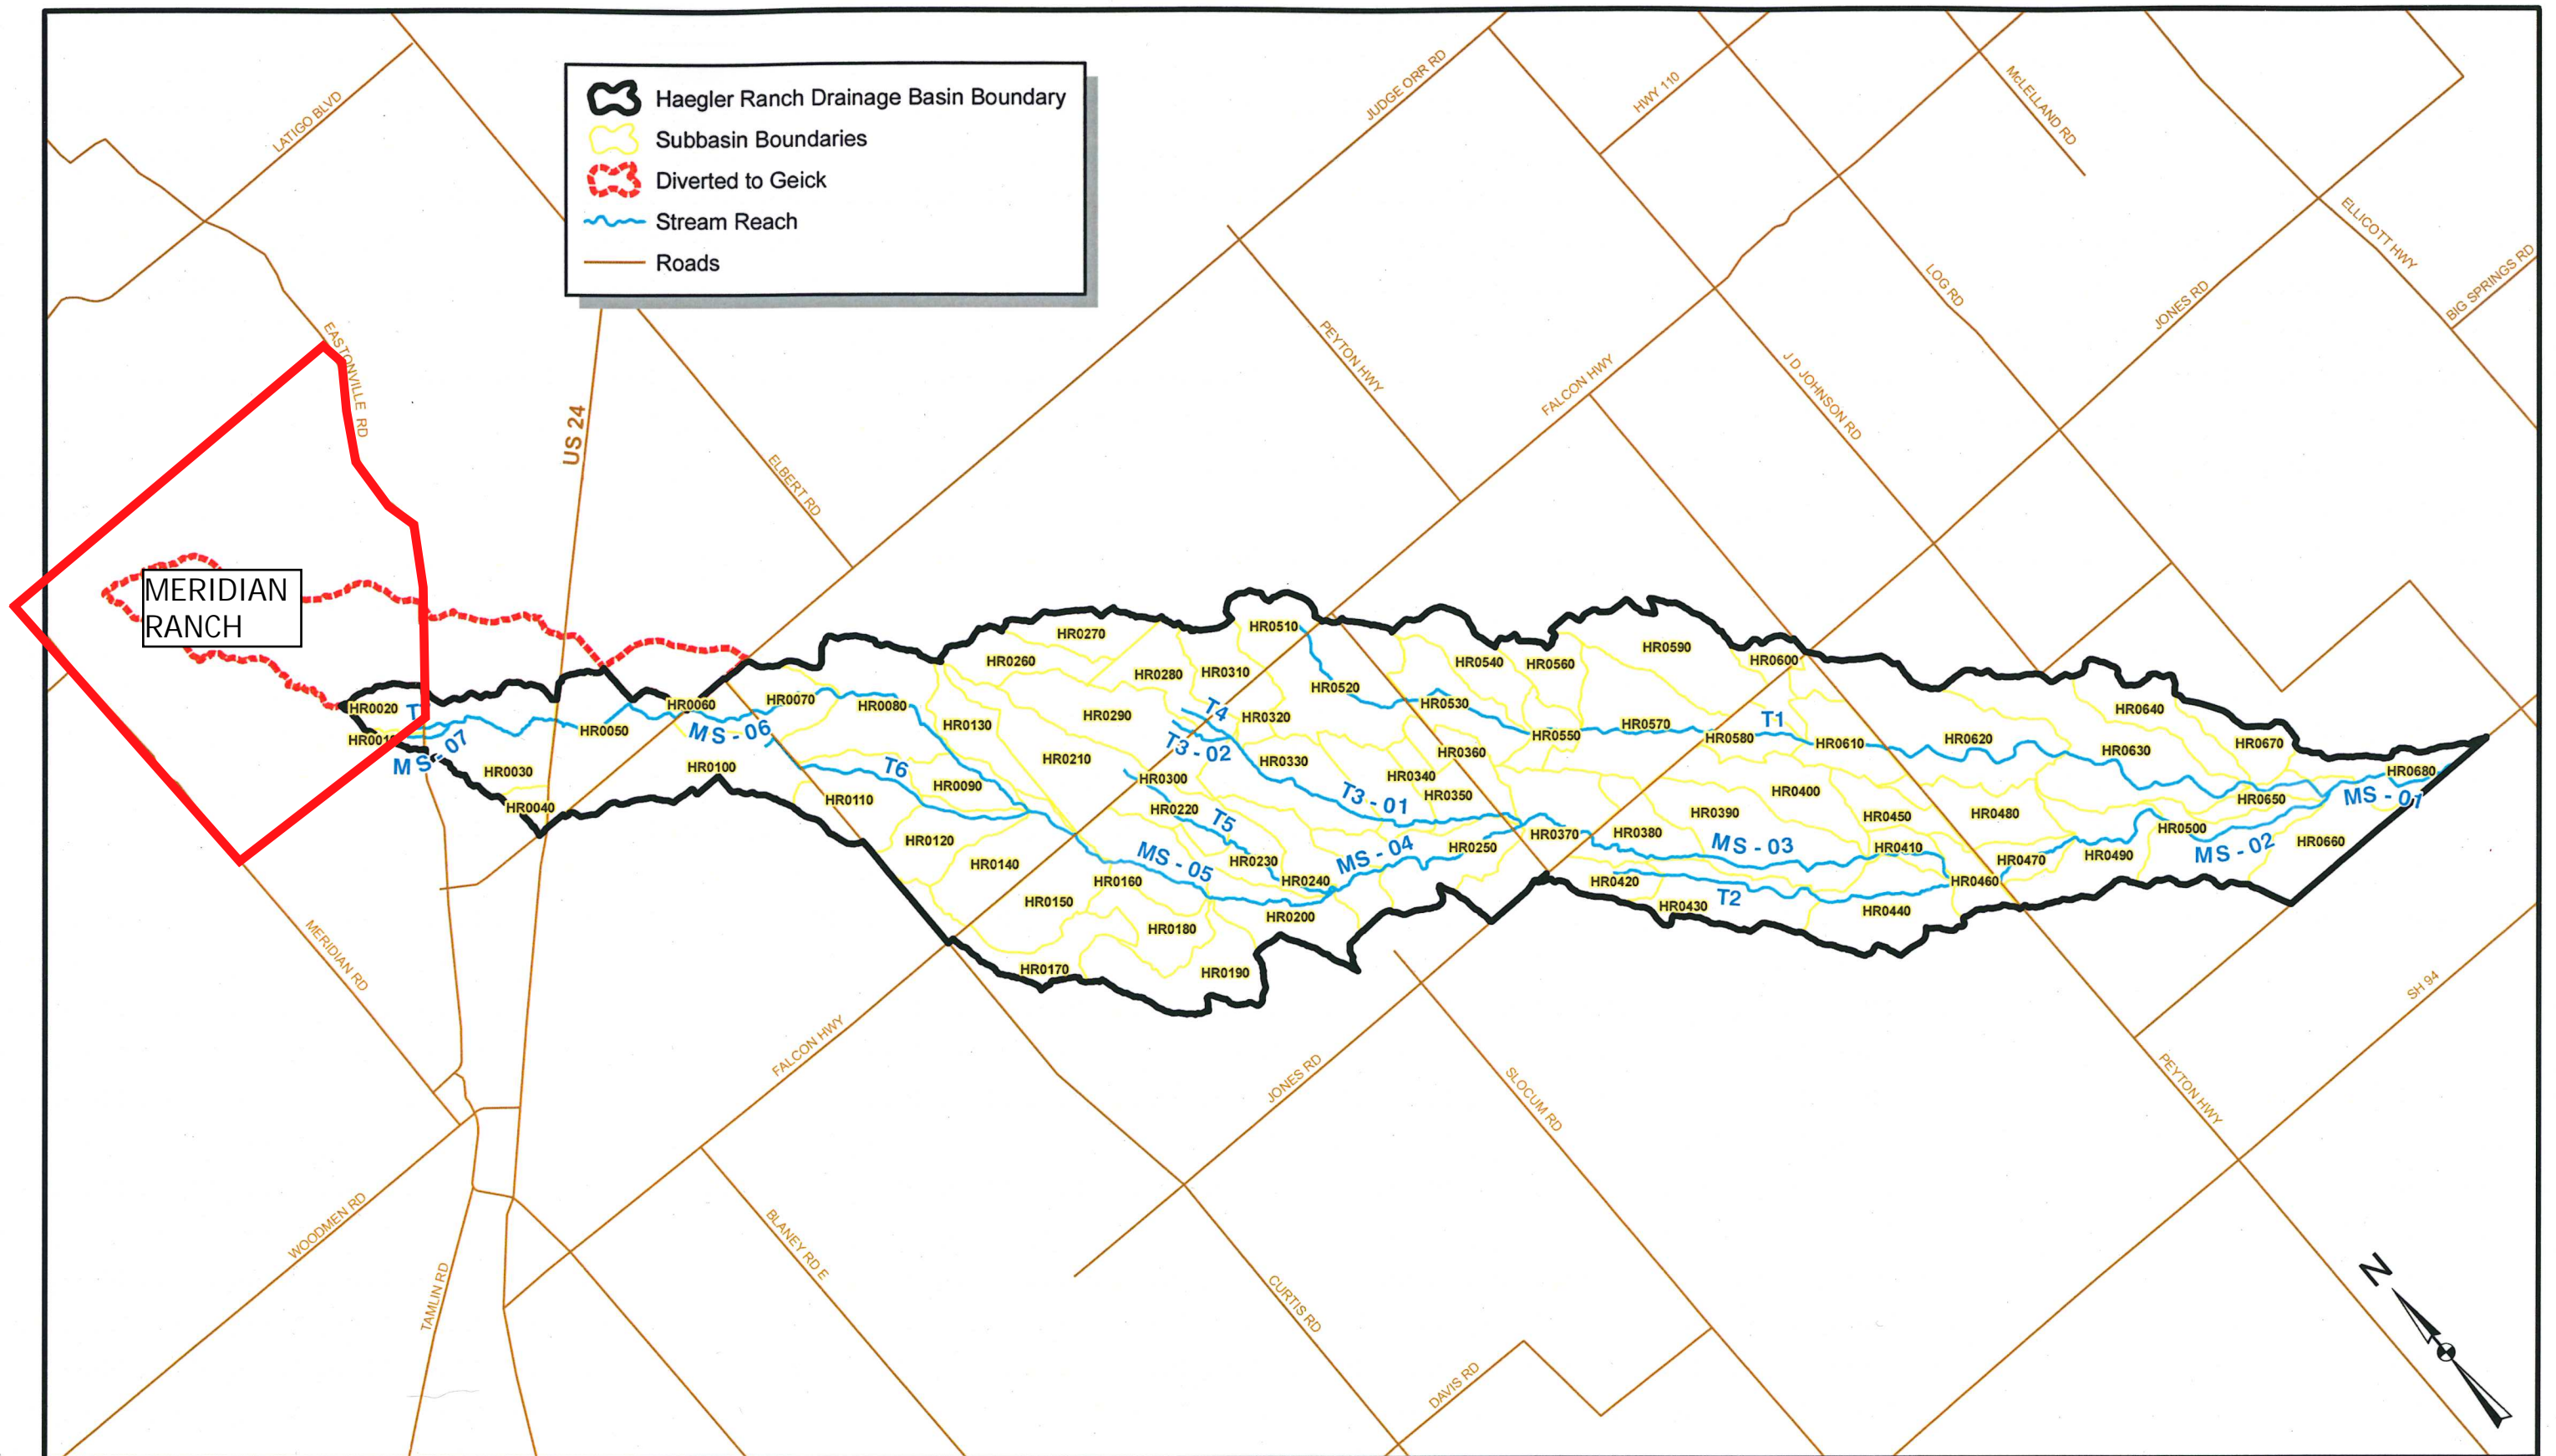 Haegler Ranch Drainage Basin Boundary
Subbasin Boundaries
Diverted to Geick
Stream Reach
Roads
LATIGO BLVD
JUDGE ORR RD
HWY 110
McLELLAND RD
ELLICOTT HWY
BIG SPRINGS RD
LOG RD
JONES RD
EASTONVILLE RD
PEYTON HWY
J D JOHNSON RD
FALCON HWY
US 24
ELBERT RD
MERIDIAN
RANCH
HR0510
HR0270
HR0260
HR0280
HR0310
HR0540
HR0560
HR0590
HR0600
HR0520
HR0070
HR0060
HR0080
HR0020
HR0530
HR0640
T4
HR0290
HR0320
HR0130
HR0570
T1
HR0050
MS - 06
HR0550
HR0580
HR0610
HR0620
HR0670
MS - 07
T3 - 02
HR0360
HR0630
HR0210
HR0330
HR0030
HR0100
T6
HR0300
HR0340
HR0680
HR0090
HR0350
HR0400
MS - 01
HR0110
HR0040
HR0220
T3 - 01
HR0650
T5
HR0390
HR0450
HR0480
HR0120
HR0370
HR0380
HR0500
HR0660
MS - 03
MS - 04
HR0250
HR0410
MS - 02
HR0140
MS - 05
HR0230
HR0470
HR0490
HR0160
HR0240
HR0420
HR0460
T2
HR0150
HR0430
HR0440
HR0200
HR0180
HR0170
HR0190
MERIDIAN RD
SH 94
FALCON HWY
JONES RD
SLOCUM RD
PEYTON HWY
WOODMEN RD
BLANEY RD E
TAMLIN RD
CURTIS RD
DAVIS RD
N